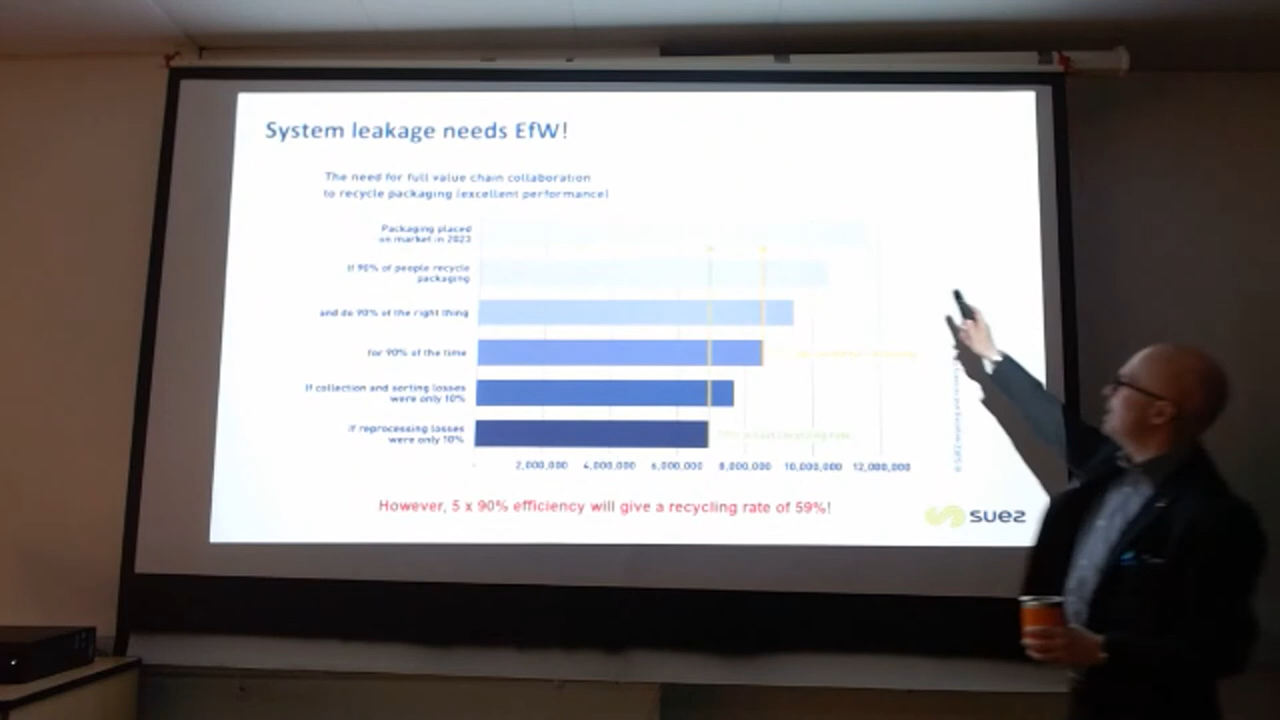 System leakage needs EfW!
The need for full value chain collaboration
to recycle packaging (excellent performance)
Packaging placed
on market in 2023
If 90% of people recycle
packaging
and do 90% of the right thing
for 90% of the time
If collection and sorting losses
were only 10%
If reprocessing losses
were only 10%
- 2,000,000 4,000,000 6,000,000 8,000,000 10,000,000 12,000,000
However, 5 x 90% efficiency will give a recycling rate of 59%!
suez